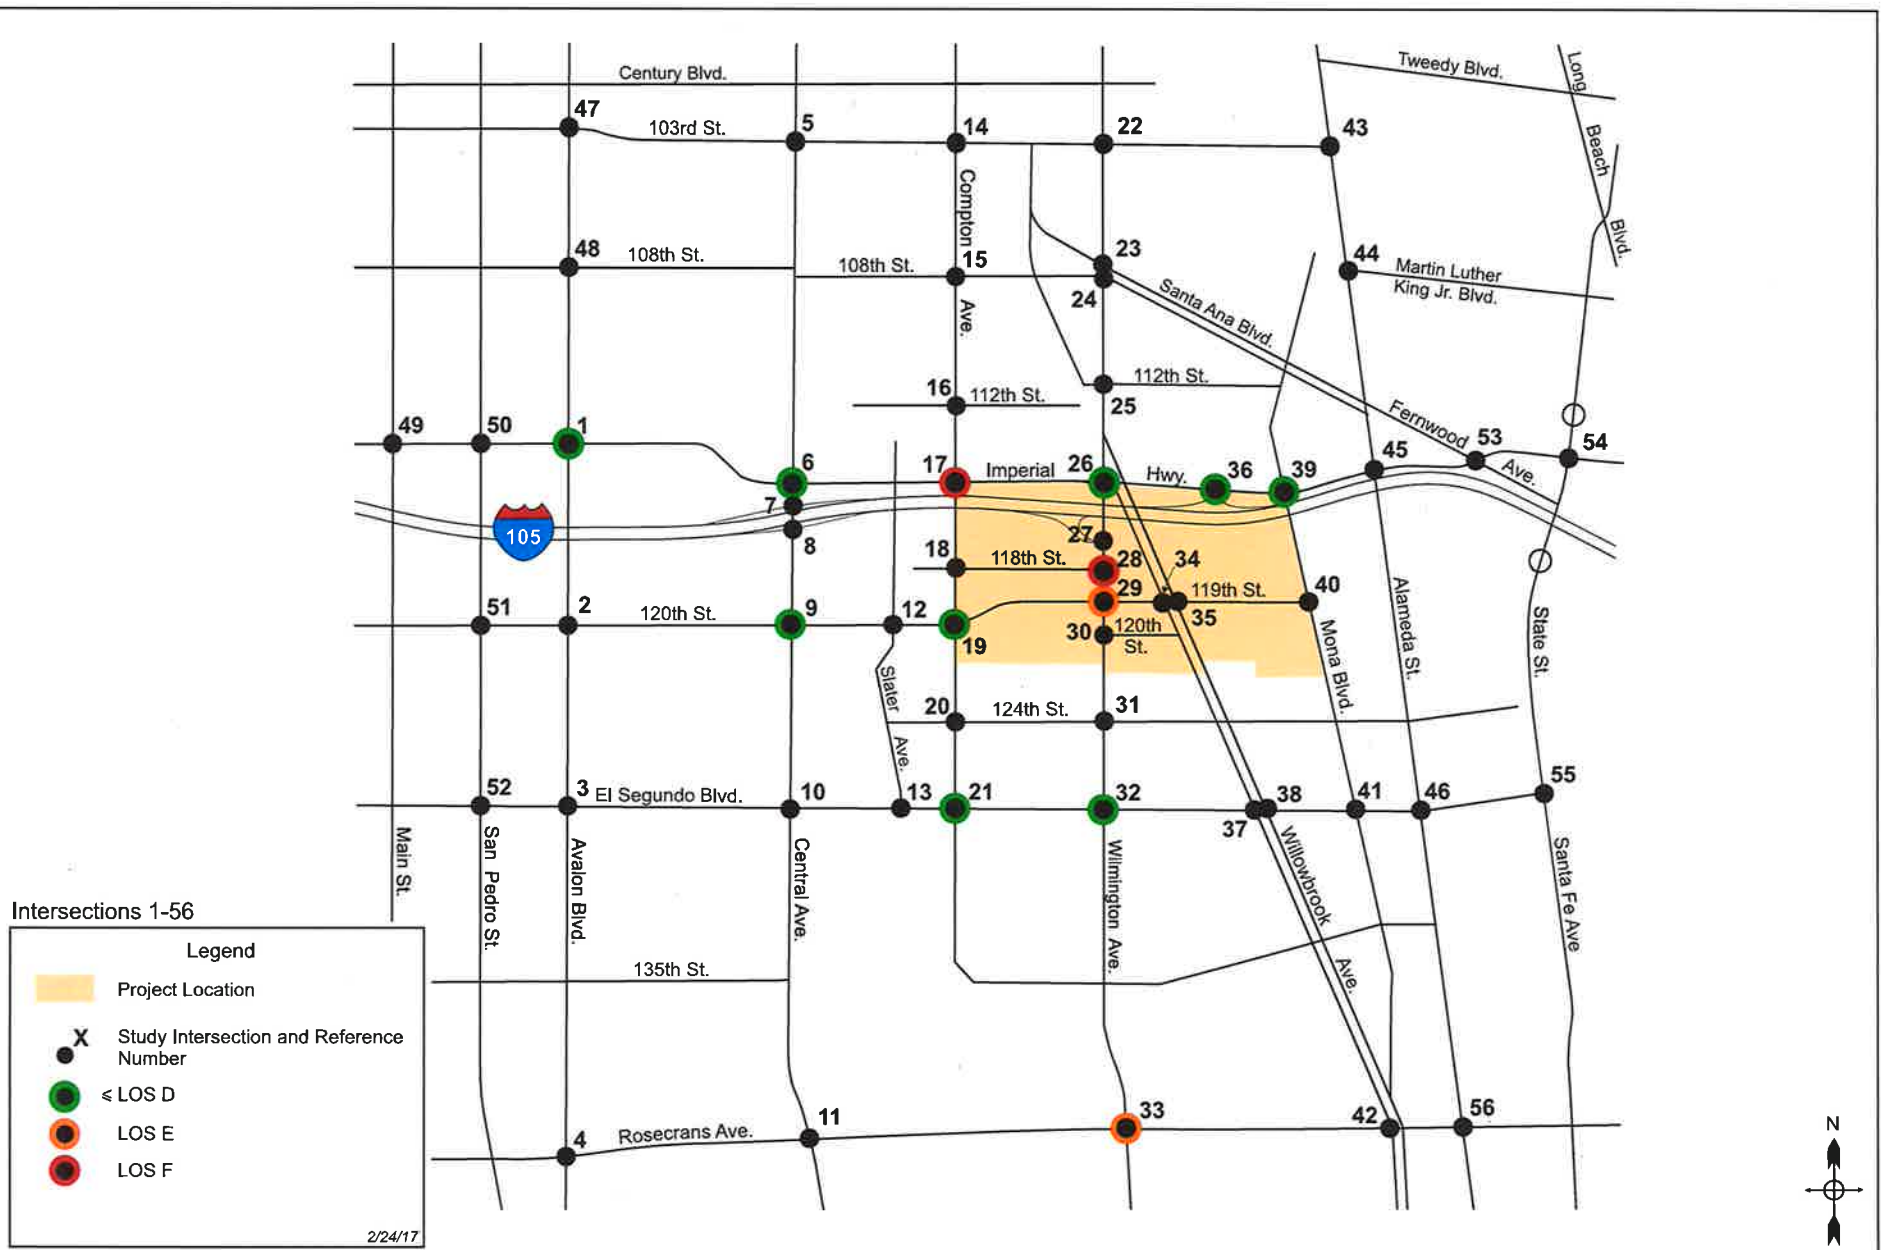 Century Blvd.
Tweedy Blvd.
Long
Beach
Blvd.
47
103rd St.
5
14
22
43
Compton
Ave.
48
108th St.
108th St.
15
23
24
44
Martin Luther
King Jr. Blvd.
Santa Ana Blvd.
16
112th St.
112th St.
25
Fernwood
Ave.
49
50
1
6
17
Imperial
26
Hwy.
36
39
45
53
54
7
8
105
27
18
118th St.
28
34
29
119th St.
40
35
51
2
120th St.
9
12
19
30
120th
St.
Slater
Ave.
Mona Blvd.
Alameda St.
State St.
20
124th St.
31
52
3
El Segundo Blvd.
10
13
21
32
37
38
41
46
55
Main St.
San Pedro St.
Avalon Blvd.
Central Ave.
Wilmington Ave.
Willowbrook
Ave.
Santa Fe Ave
135th St.
4
Rosecrans Ave.
11
33
42
56
Intersections 1-56
Legend
Project Location
X
Study Intersection and Reference
Number
≤ LOS D
LOS E
LOS F
2/24/17
N